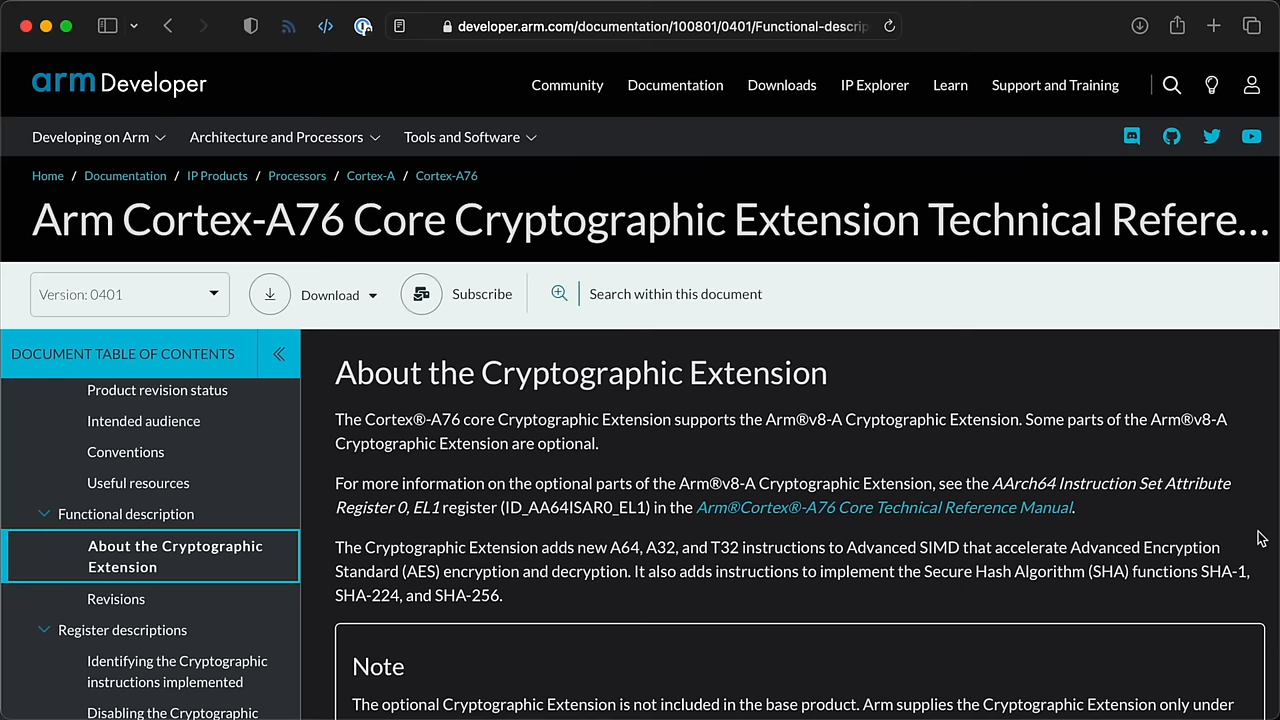 developer.arm.com/documentation/100801/0401/Functional-descrip
arm Developer
Community Documentation Downloads IP Explorer Learn Support and Training
Developing on Arm Architecture and Processors Tools and Software
Home / Documentation / IP Products / Processors / Cortex-A / Cortex-A76
Arm Cortex-A76 Core Cryptographic Extension Technical Refere...
Version: 0401 Download Subscribe Search within this document
DOCUMENT TABLE OF CONTENTS
Product revision status
Intended audience
Conventions
Useful resources
Functional description
About the Cryptographic
Extension
Revisions
Register descriptions
Identifying the Cryptographic
instructions implemented
Disabling the Cryptographic
About the Cryptographic Extension
The Cortex®-A76 core Cryptographic Extension supports the Arm®v8-A Cryptographic Extension. Some parts of the Arm®v8-A
Cryptographic Extension are optional.
For more information on the optional parts of the Arm®v8-A Cryptographic Extension, see the AArch64 Instruction Set Attribute
Register 0, EL1 register (ID_AA64ISAR0_EL1) in the Arm®Cortex®-A76 Core Technical Reference Manual.
The Cryptographic Extension adds new A64, A32, and T32 instructions to Advanced SIMD that accelerate Advanced Encryption
Standard (AES) encryption and decryption. It also adds instructions to implement the Secure Hash Algorithm (SHA) functions SHA-1,
SHA-224, and SHA-256.
Note
The optional Cryptographic Extension is not included in the base product. Arm supplies the Cryptographic Extension only under